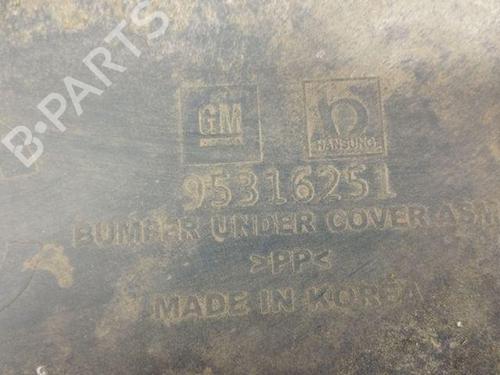 B-PARTS
GM
HANSUNG
95316251
BUMPER UNDER COVER ASM
>PP<
MADE IN KOREA